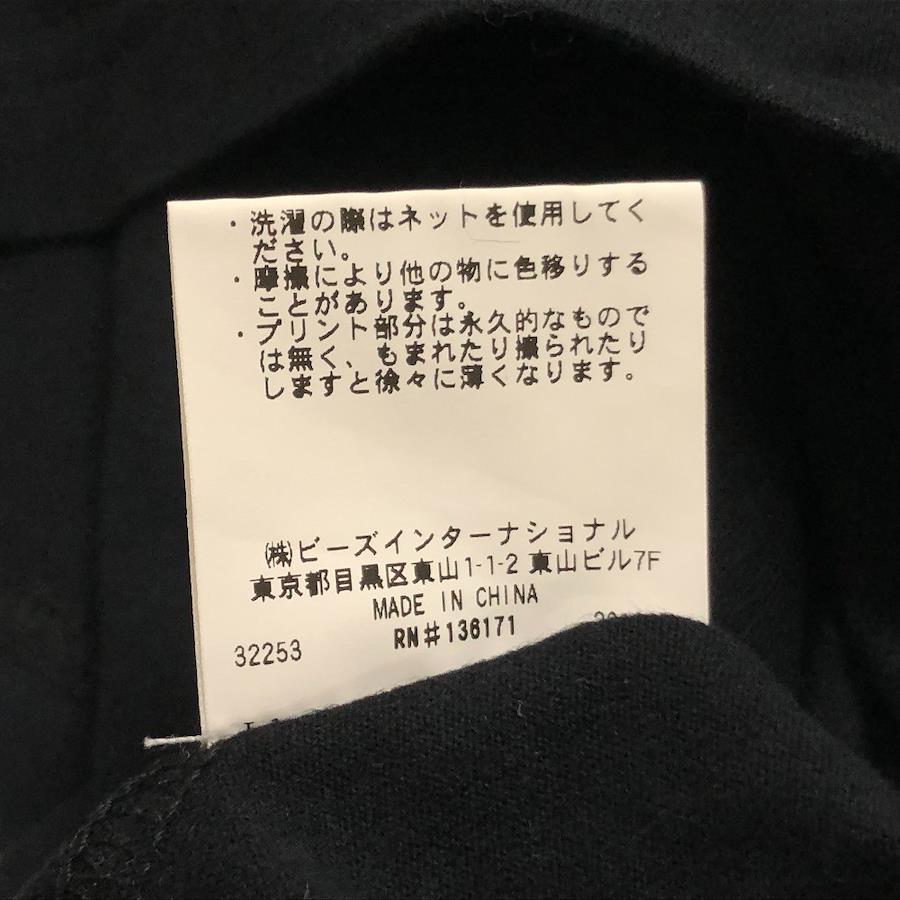 ・洗濯の際はネットを使用してく
ださい。
・摩擦により他の物に色移りする
ことがあります。
・プリント部分は永久的なもので
は無く、もまれたり擦られたり
しますと徐々に薄くなります。
㈱ビーズインターナショナル
東京都目黒区東山1-1-2 東山ビル7F
MADE IN CHINA
RN#136171
32253